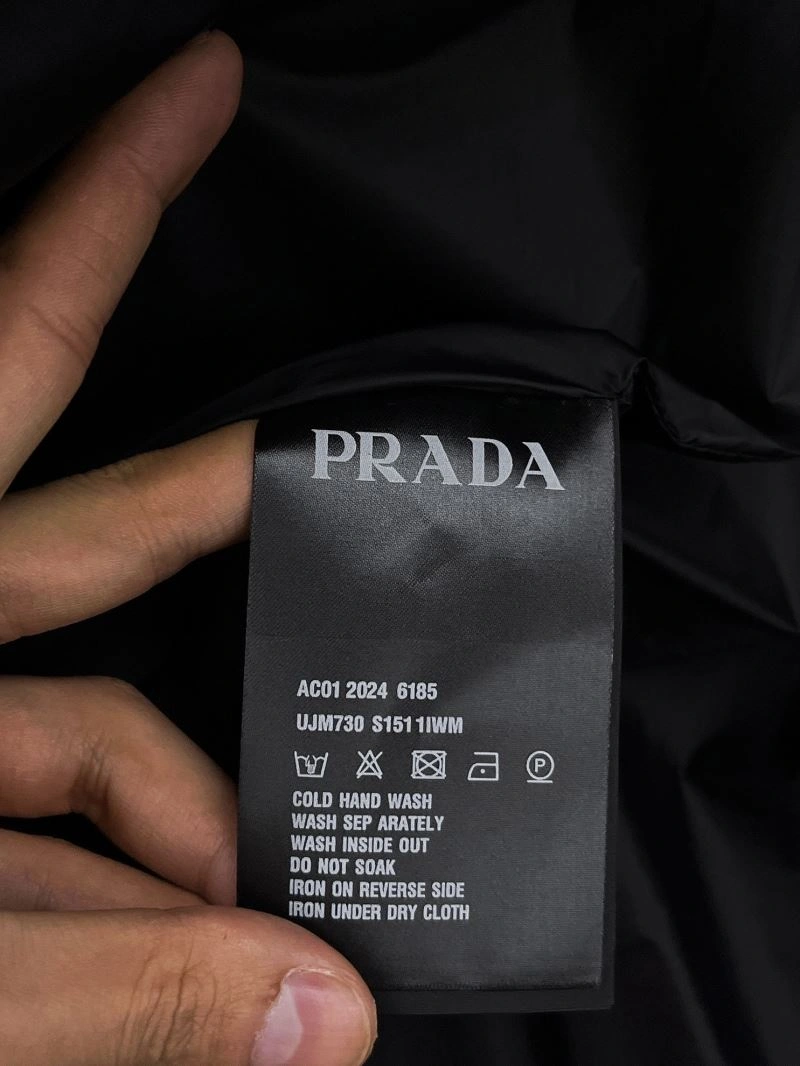 PRADA
AC01 2024 6185
UJM730 S151 1IWM
P
COLD HAND WASH
WASH SEP ARATELY
WASH INSIDE OUT
DO NOT SOAK
IRON ON REVERSE SIDE
IRON UNDER DRY CLOTH